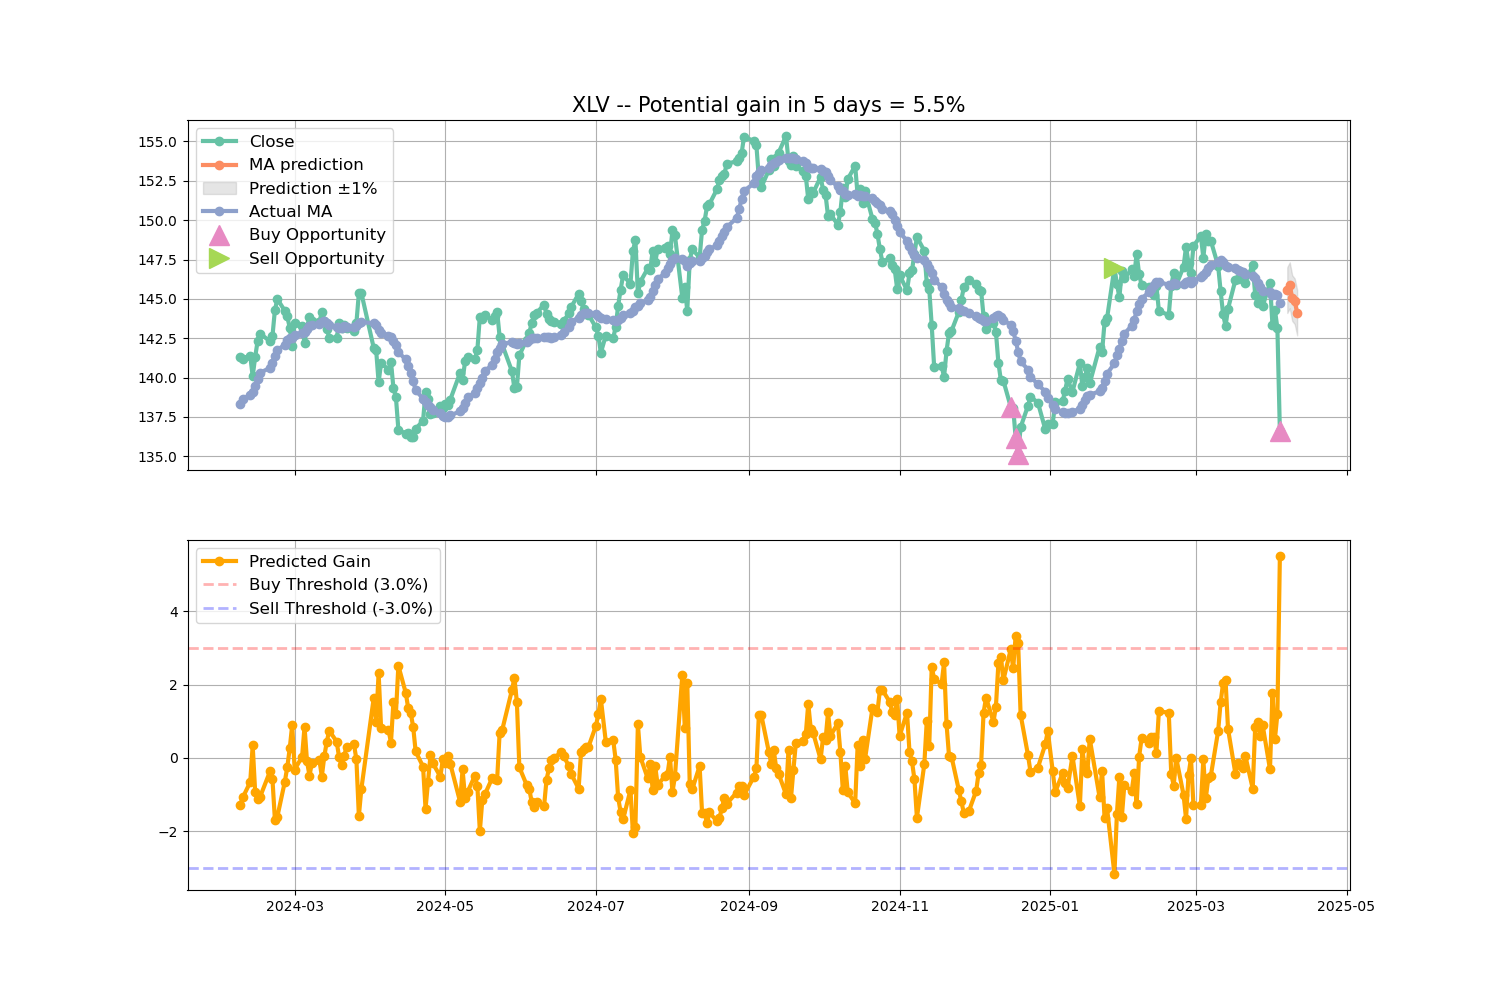 XLV -- Potential gain in 5 days = 5.5%
155.0
152.5
150.0
147.5
145.0
142.5
140.0
137.5
135.0
Close
MA prediction
Prediction ±1%
Actual MA
Buy Opportunity
Sell Opportunity
4
2
0
−2
Predicted Gain
Buy Threshold (3.0%)
Sell Threshold (-3.0%)
2024-03 2024-05 2024-07 2024-09 2024-11 2025-01 2025-03 2025-05